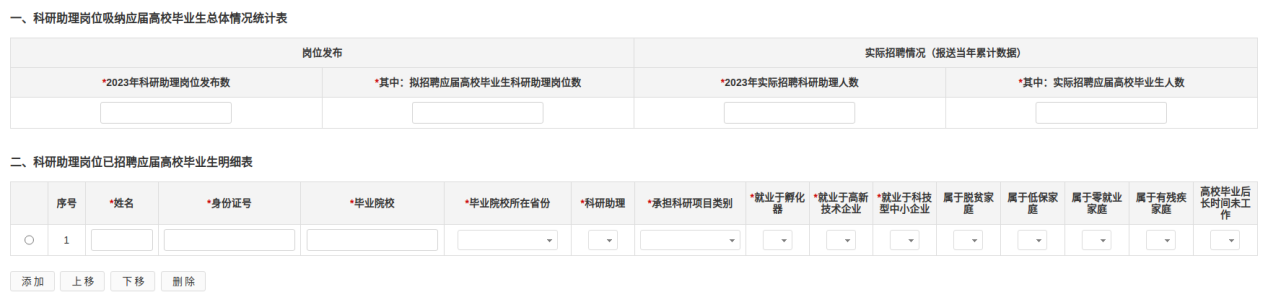 一、科研助理岗位吸纳应届高校毕业生总体情况统计表
岗位发布
实际招聘情况（报送当年累计数据）
*2023年科研助理岗位发布数
*其中：拟招聘应届高校毕业生科研助理岗位数
*2023年实际招聘科研助理人数
*其中：实际招聘应届高校毕业生人数
二、科研助理岗位已招聘应届高校毕业生明细表
序号
*姓名
*身份证号
*毕业院校
*毕业院校所在省份
*科研助理
*承担科研项目类别
*就业于孵化
器
*就业于高新
技术企业
*就业于科技
型中小企业
属于脱贫家
庭
属于低保家
庭
属于零就业
家庭
属于有残疾
家庭
高校毕业后
长时间未工
作
1
添加
上移
下移
删除